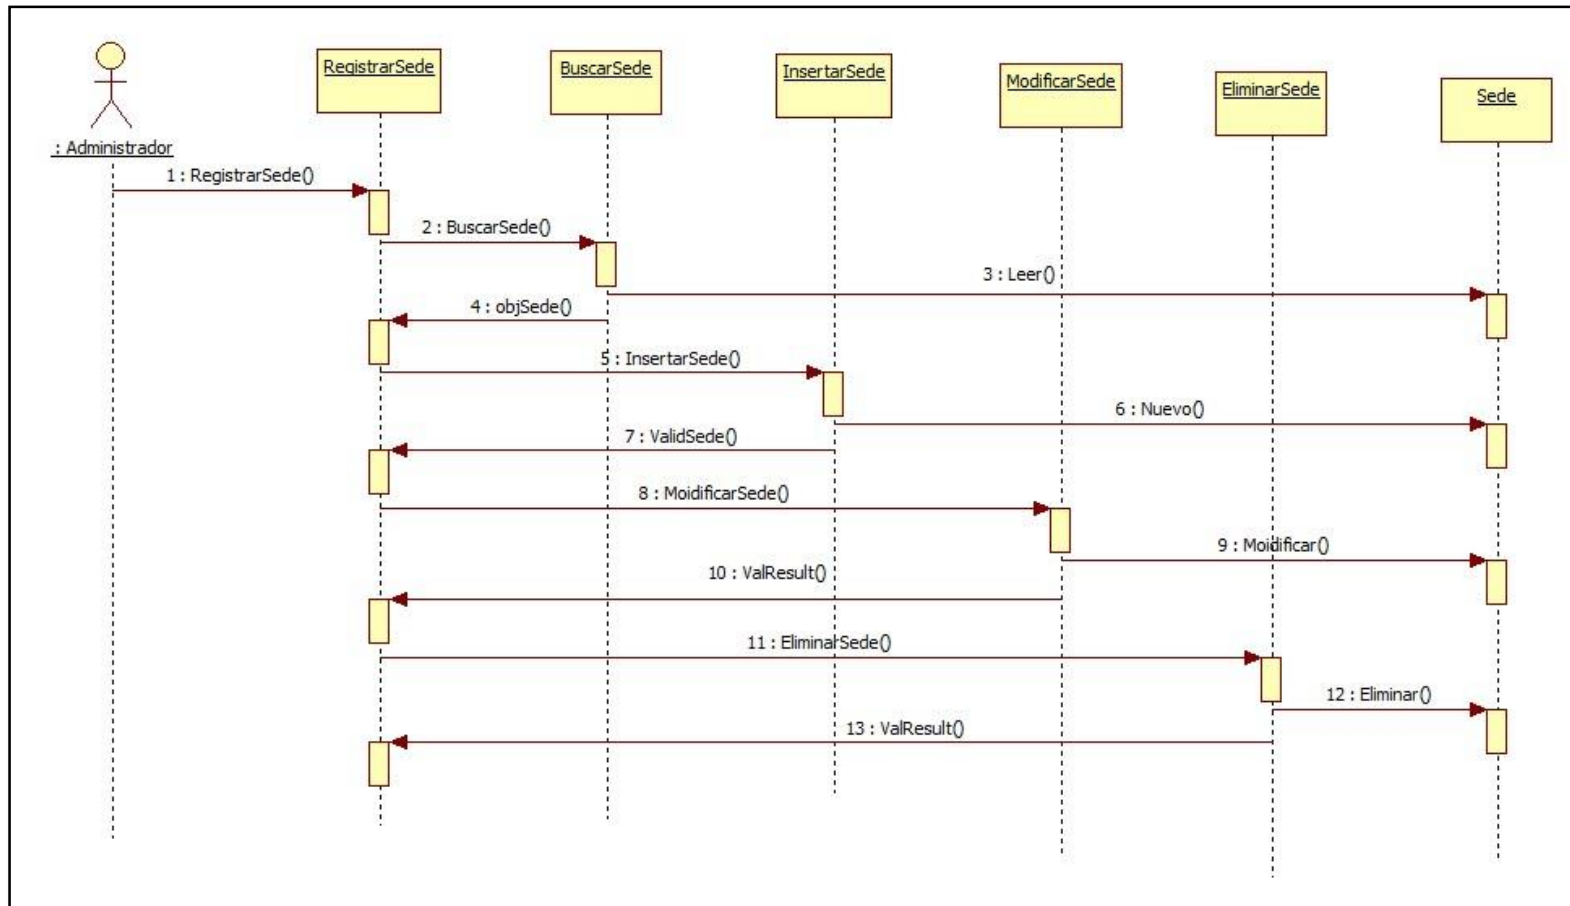 RegistrarSede
BuscarSede
InsertarSede
ModificarSede
EliminarSede
Sede
: Administrador
1 : RegistrarSede()
2 : BuscarSede()
3 : Leer()
4 : objSede()
5 : InsertarSede()
6 : Nuevo()
7 : ValidSede()
8 : MoidificarSede()
9 : Moidificar()
10 : ValResult()
11 : EliminarSede()
12 : Eliminar()
13 : ValResult()